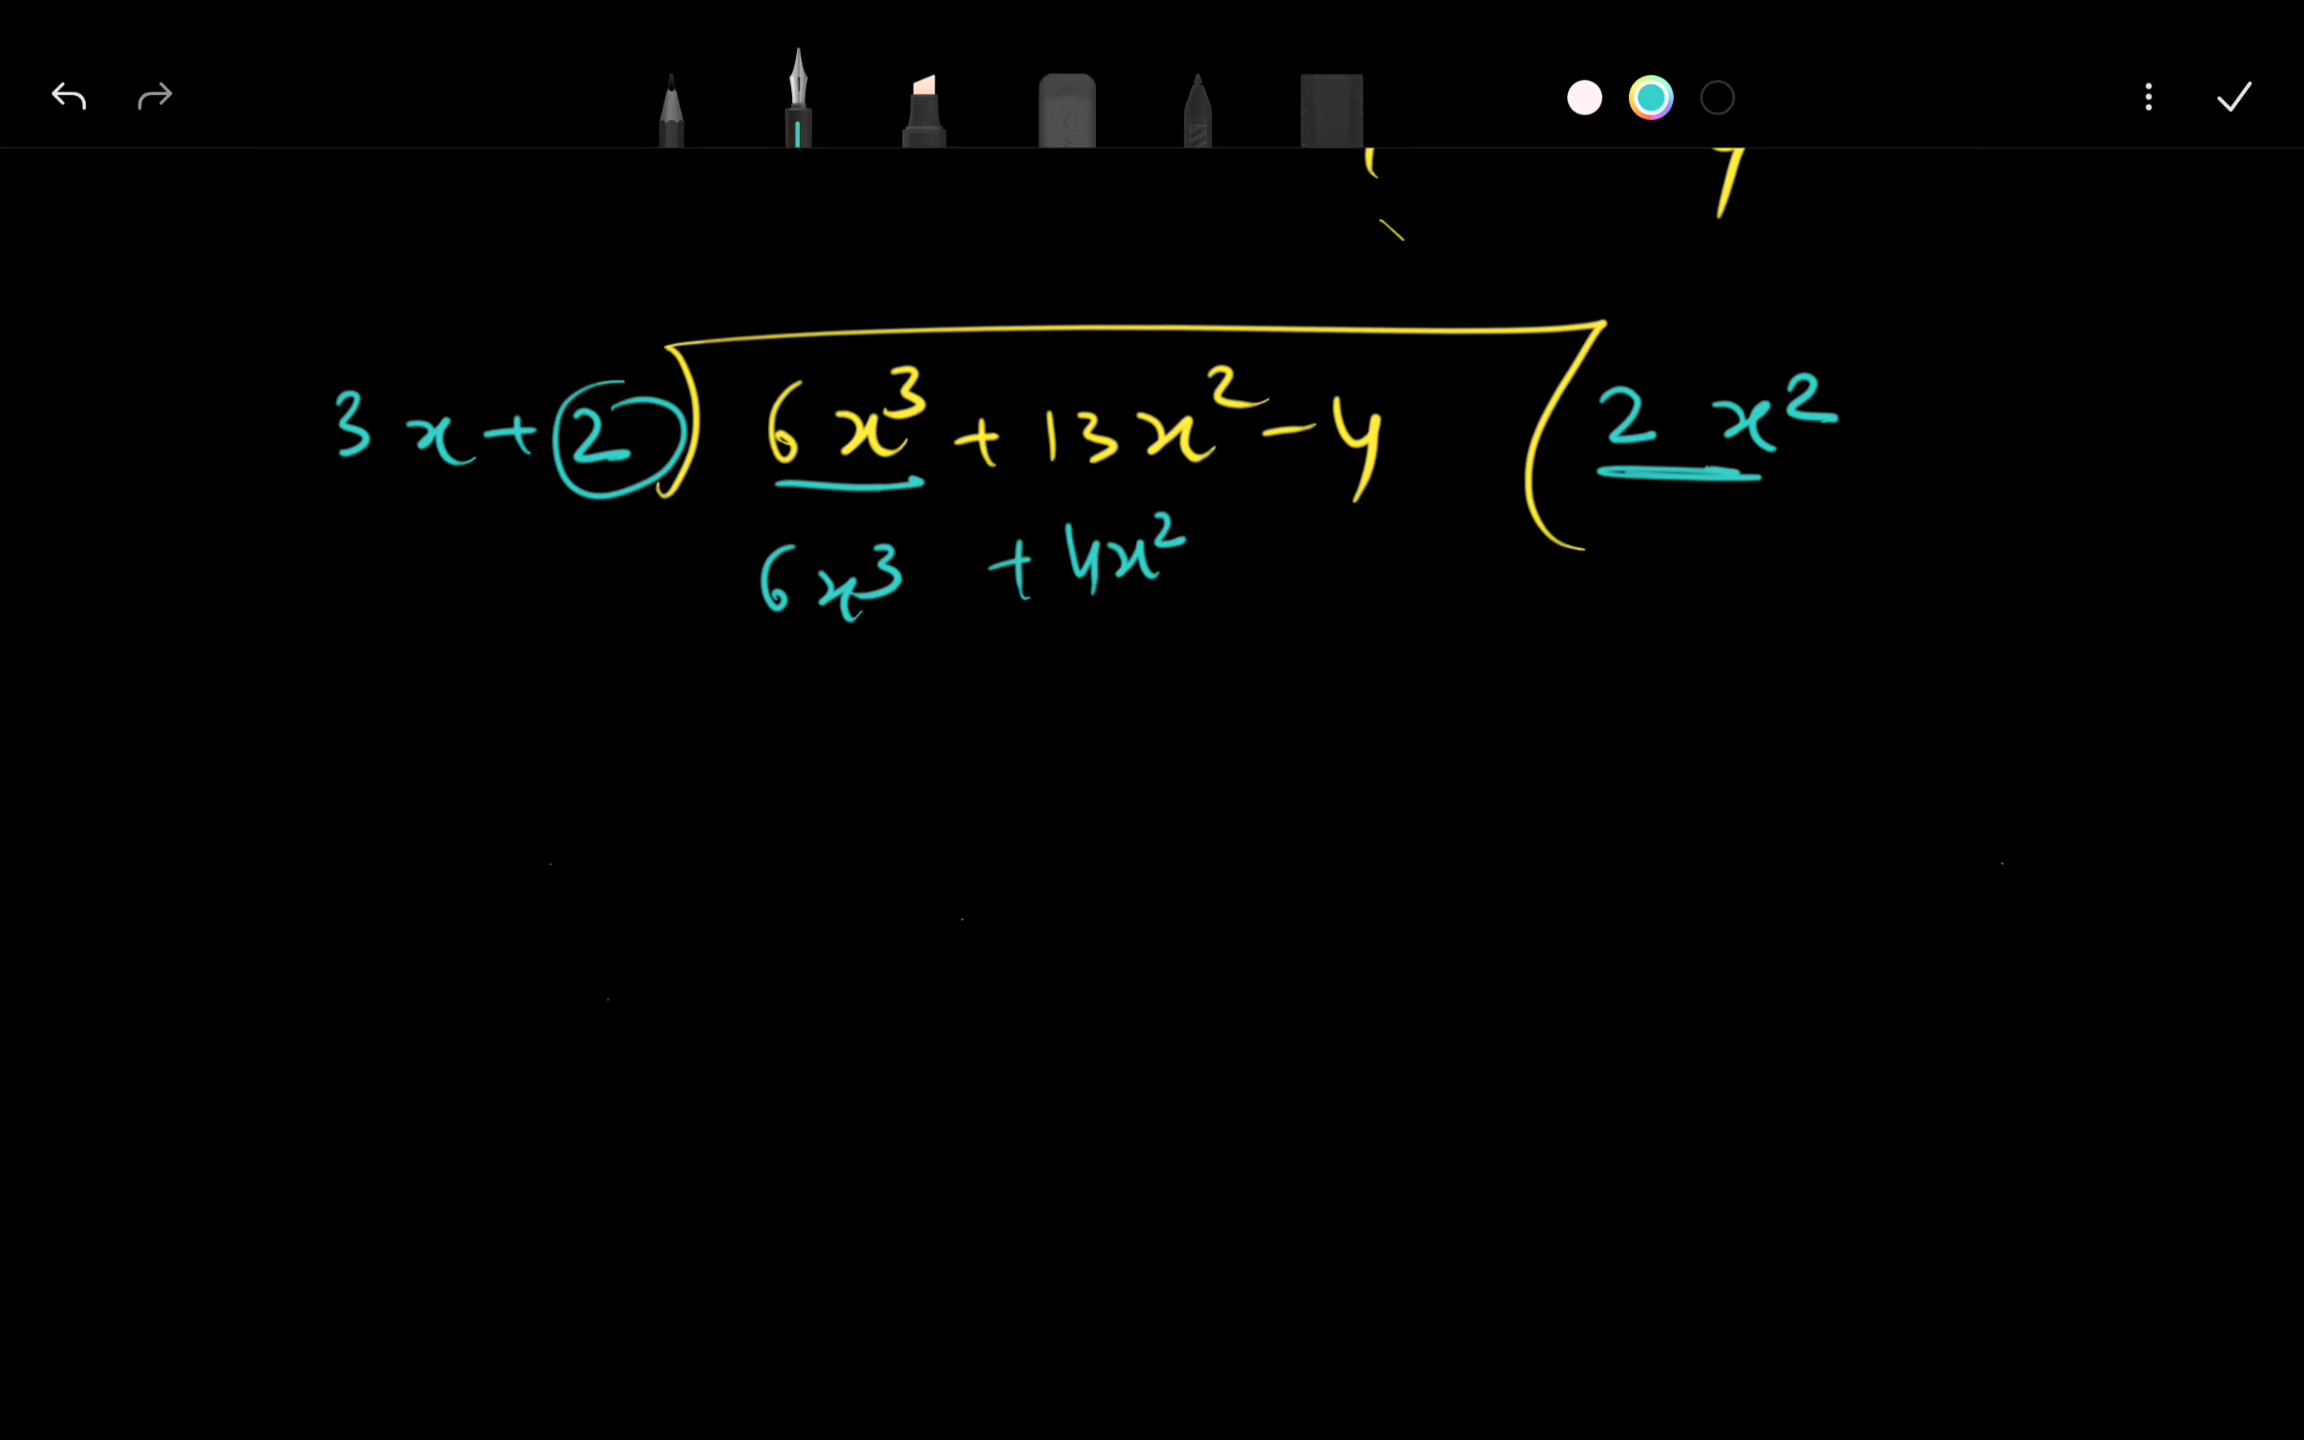 3x+2) 6x³ + 13x² - 4 ( 2x²
6x³ + 4x²